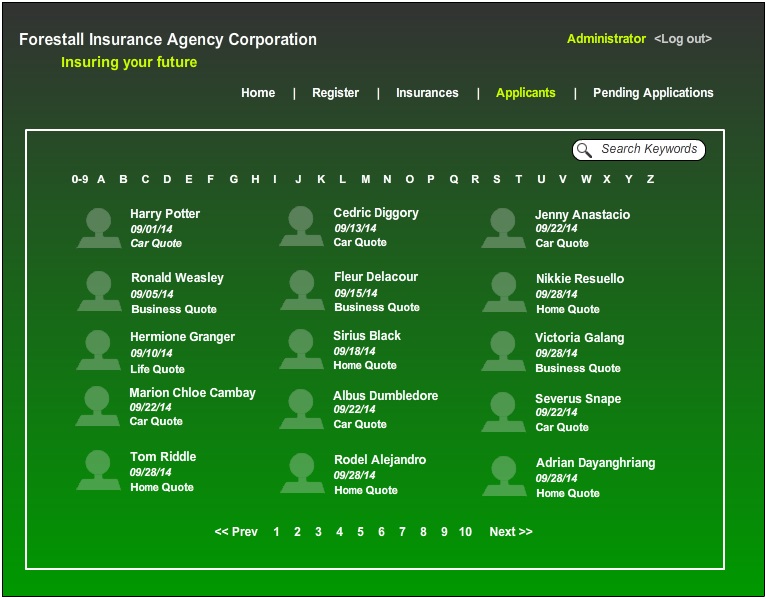 Forestall Insurance Agency Corporation
Insuring your future
Administrator <Log out>
Home | Register | Insurances | Applicants | Pending Applications
Search Keywords
0-9 A B C D E F G H I J K L M N O P Q R S T U V W X Y Z
Harry Potter
09/01/14
Car Quote
Cedric Diggory
09/13/14
Car Quote
Jenny Anastacio
09/22/14
Car Quote
Ronald Weasley
09/05/14
Business Quote
Fleur Delacour
09/15/14
Business Quote
Nikkie Resuello
09/28/14
Home Quote
Hermione Granger
09/10/14
Life Quote
Sirius Black
09/18/14
Home Quote
Victoria Galang
09/28/14
Business Quote
Marion Chloe Cambay
09/22/14
Car Quote
Albus Dumbledore
09/22/14
Car Quote
Severus Snape
09/22/14
Car Quote
Tom Riddle
09/28/14
Home Quote
Rodel Alejandro
09/28/14
Home Quote
Adrian Dayanghriang
09/28/14
Home Quote
<< Prev 1 2 3 4 5 6 7 8 9 10 Next >>